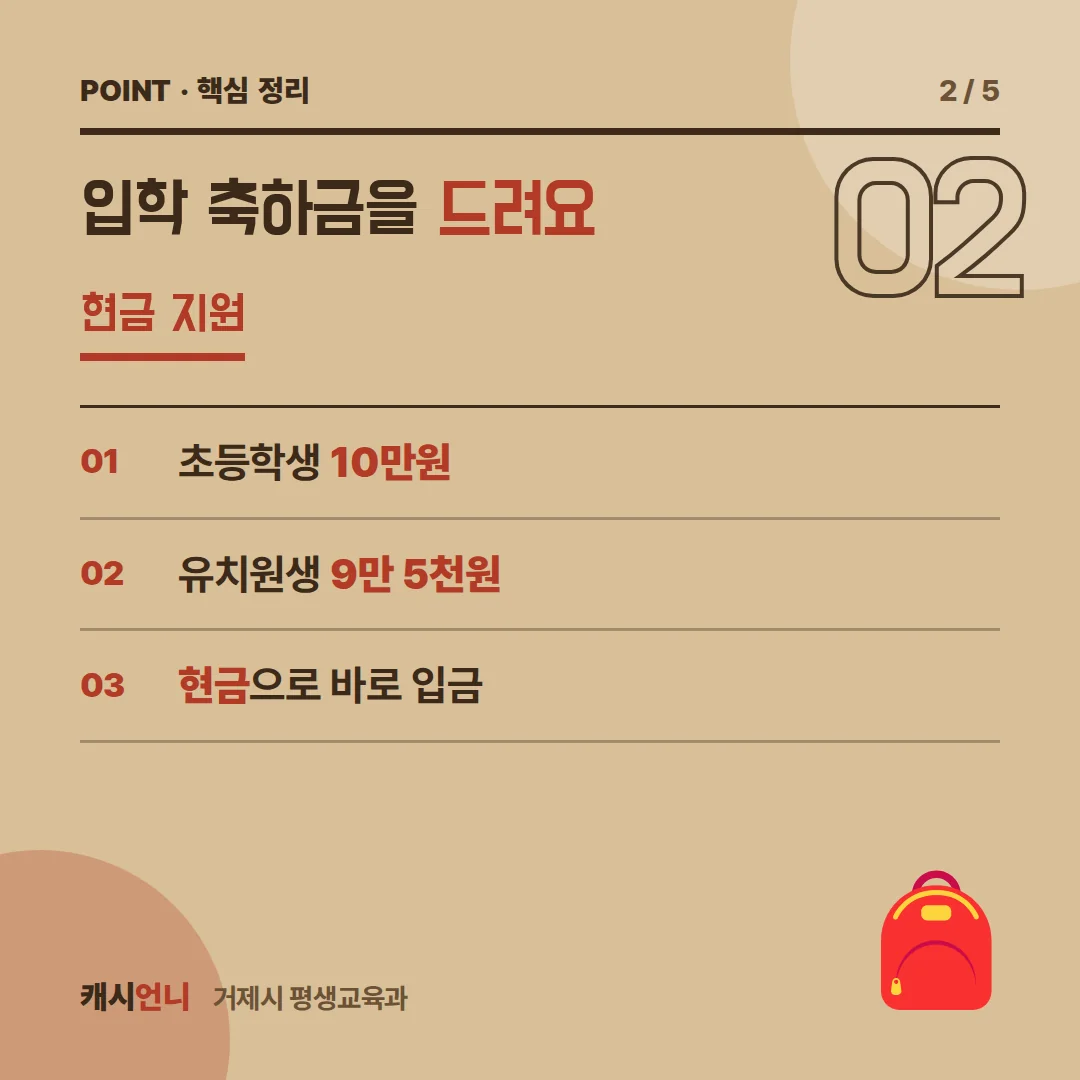 POINT · 핵심 정리
2 / 5
입학 축하금을 드려요
02
현금 지원
01 초등학생 10만원
02 유치원생 9만 5천원
03 현금으로 바로 입금
캐시언니 거제시 평생교육과